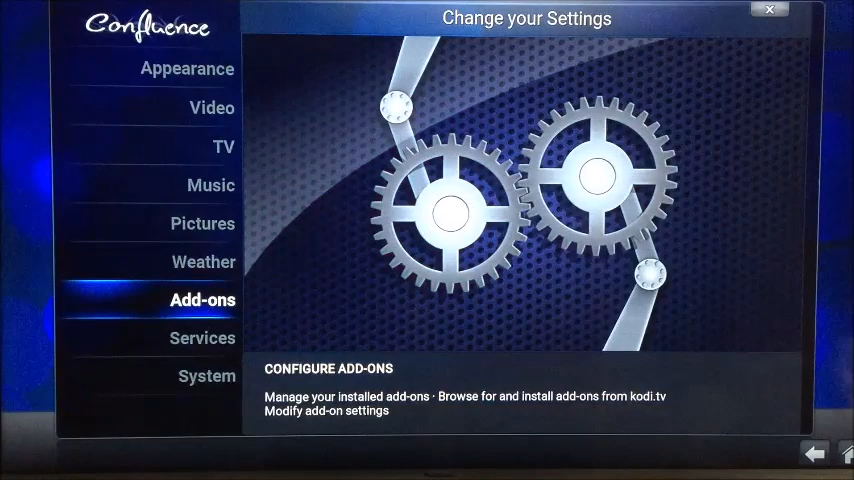 Confluence
Change your Settings
Appearance
Video
TV
Music
Pictures
Weather
Add-ons
Services
System
CONFIGURE ADD-ONS
Manage your installed add-ons · Browse for and install add-ons from kodi.tv
Modify add-on settings